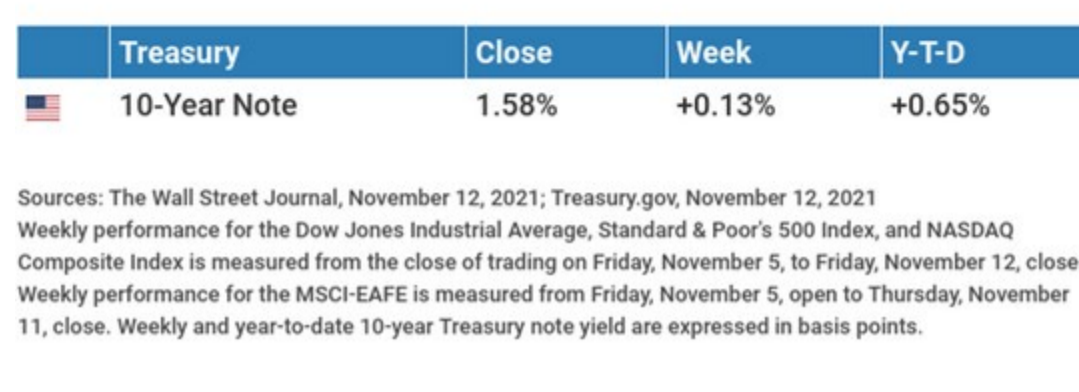 Treasury Close Week Y-T-D
10-Year Note 1.58% +0.13% +0.65%
Sources: The Wall Street Journal, November 12, 2021; Treasury.gov, November 12, 2021
Weekly performance for the Dow Jones Industrial Average, Standard & Poor's 500 Index, and NASDAQ
Composite Index is measured from the close of trading on Friday, November 5, to Friday, November 12, close
Weekly performance for the MSCI-EAFE is measured from Friday, November 5, open to Thursday, November
11, close. Weekly and year-to-date 10-year Treasury note yield are expressed in basis points.